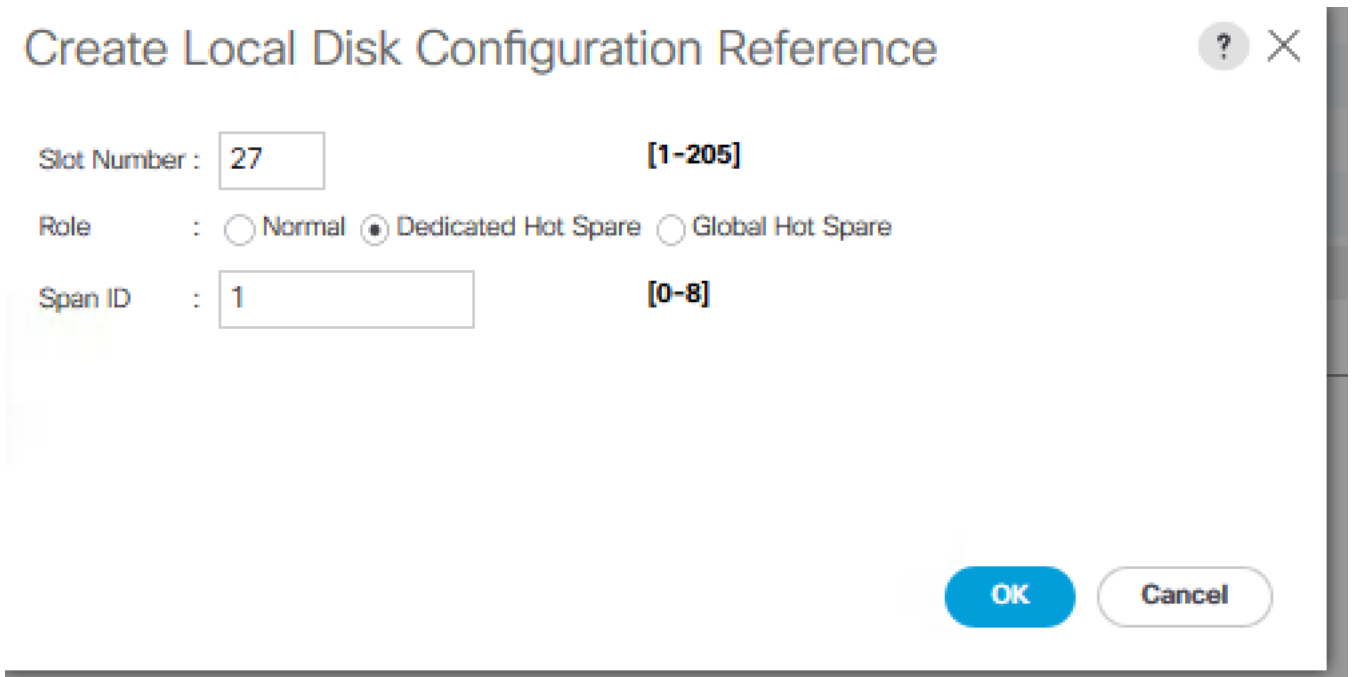 Create Local Disk Configuration Reference ?
Slot Number : 27 [1-205]
Role : Normal Dedicated Hot Spare Global Hot Spare
Span ID : 1 [0-8]
OK Cancel